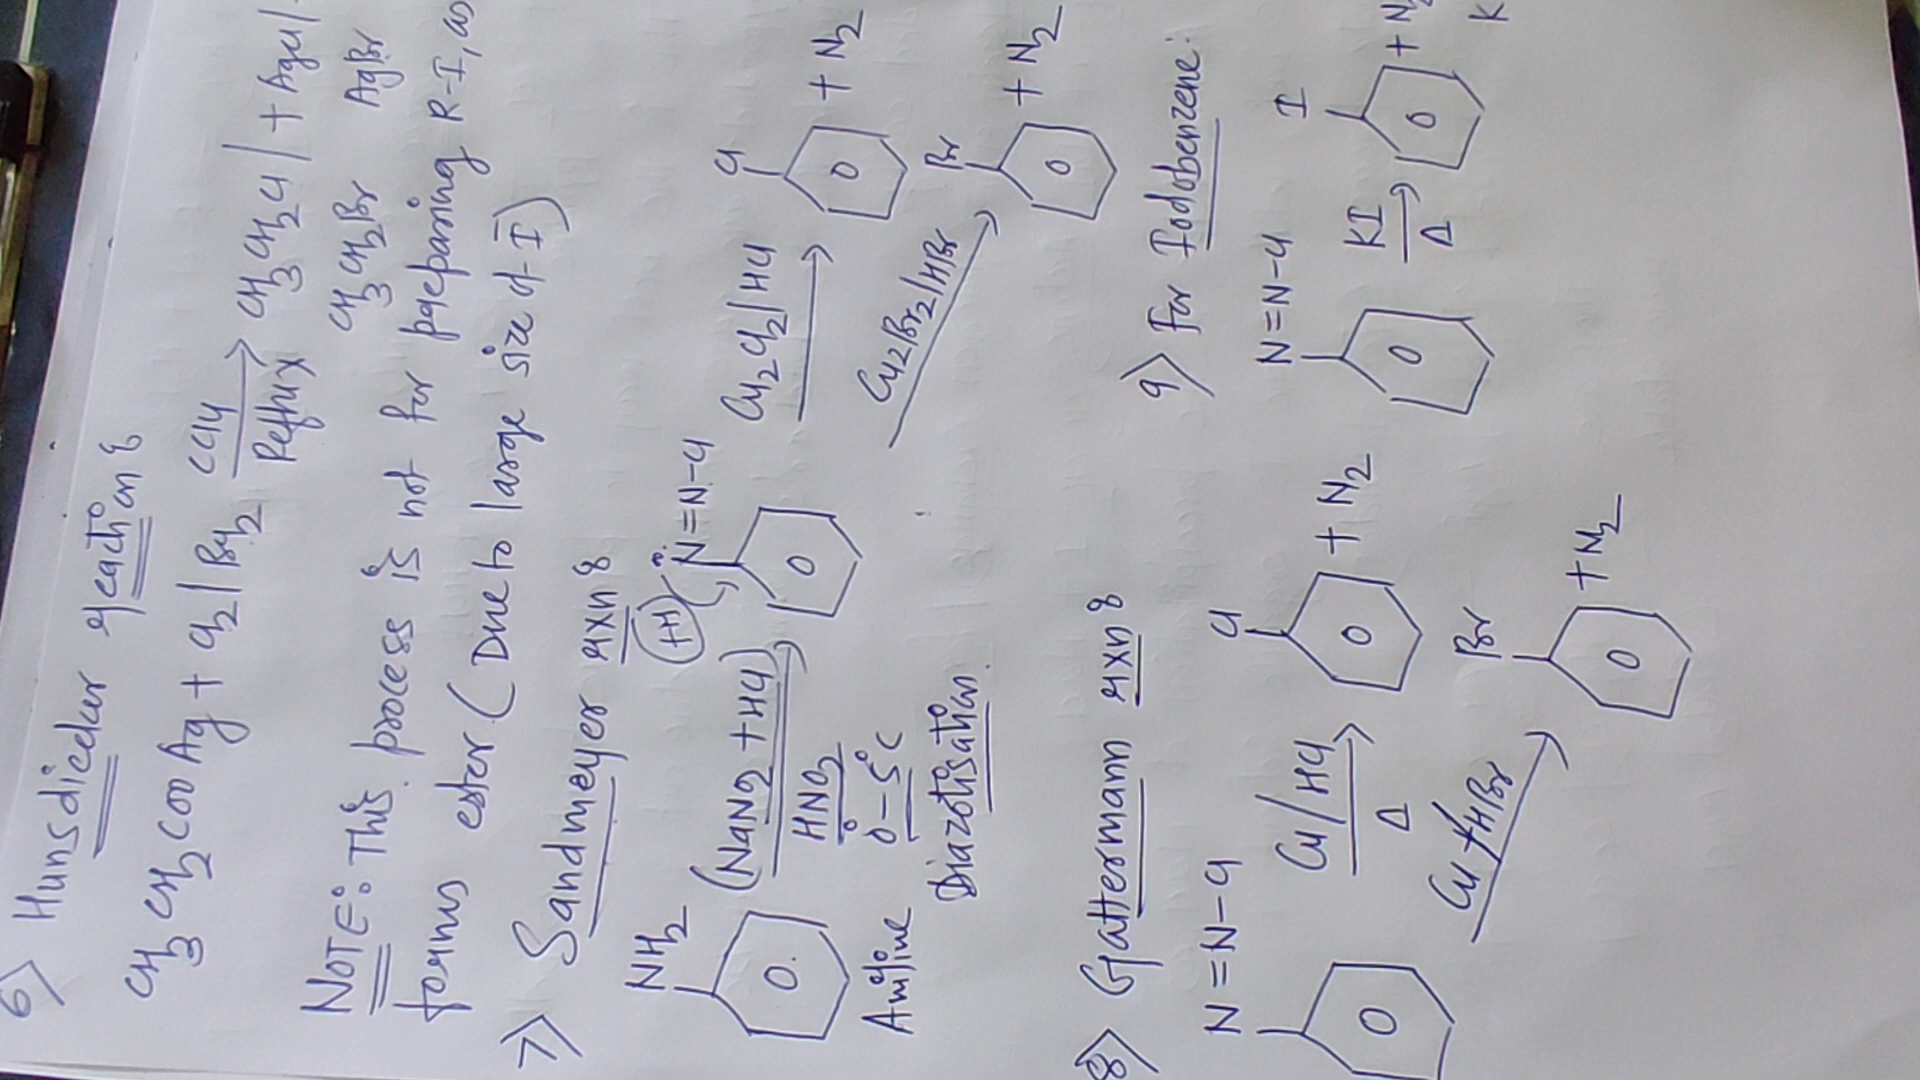 6) Hunsdiecker reaction:
CH3CH2COOAg + Cl2/Br2 CCl4 Reflux → CH3CH2Cl / + AgCl/
CH3CH2Br AgBr
NOTE: This process is not for preparing R-I, as
forms ester (Due to large size of I)
7) Sandmeyer rxn:
NH2 (NaNO2 + HCl) → N=N-Cl Cu2Cl2/HCl → Cl + N2
HNO2
0-5°C
Aniline Diazotisation.
Cu2Br2/HBr → Br + N2
8) Gattermann rxn:
N=N-Cl Cu/HCl → Cl + N2
Δ
Cu/HBr → Br + N2
9) For Iodobenzene:
N=N-Cl KI → I + N2
Δ
K